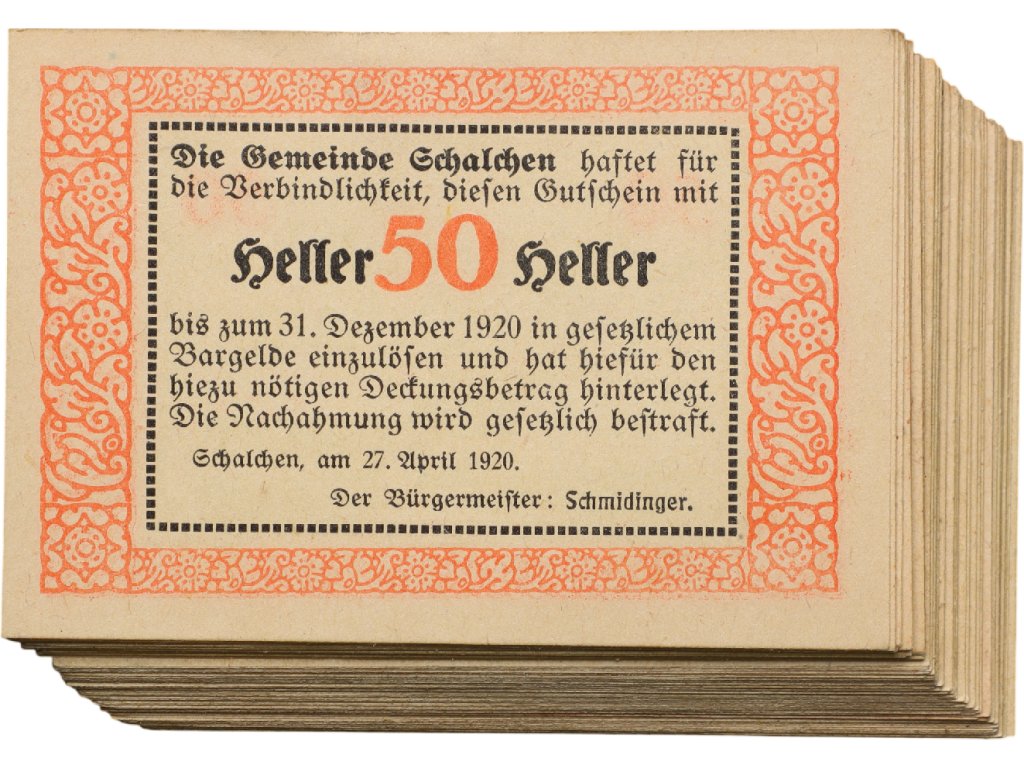 Die Gemeinde Schalchen haftet für
die Verbindlichkeit, diesen Gutschein mit
Heller 50 Heller
bis zum 31. Dezember 1920 in gesetzlichem
Bargelde einzulösen und hat hiefür den
hiezu nötigen Deckungsbetrag hinterlegt.
Die Nachahmung wird gesetzlich bestraft.
Schalchen, am 27. April 1920.
Der Bürgermeister: Schmidinger.